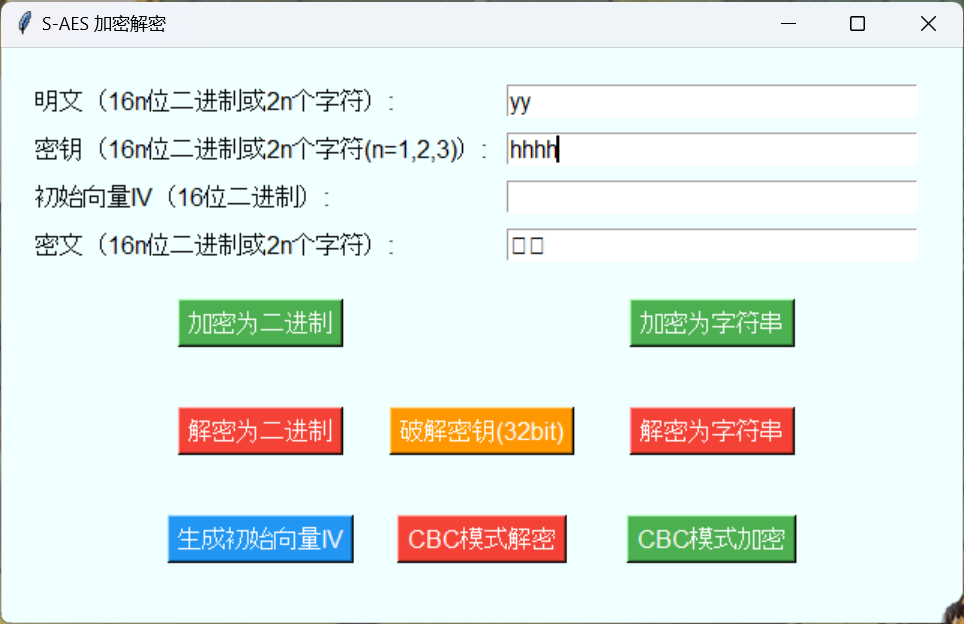 S-AES 加密解密
明文（16n位二进制或2n个字符）: yy
密钥（16n位二进制或2n个字符(n=1,2,3)）: hhhh
初始向量IV（16位二进制）:
密文（16n位二进制或2n个字符）:
加密为二进制 加密为字符串
解密为二进制 破解密钥(32bit) 解密为字符串
生成初始向量IV CBC模式解密 CBC模式加密